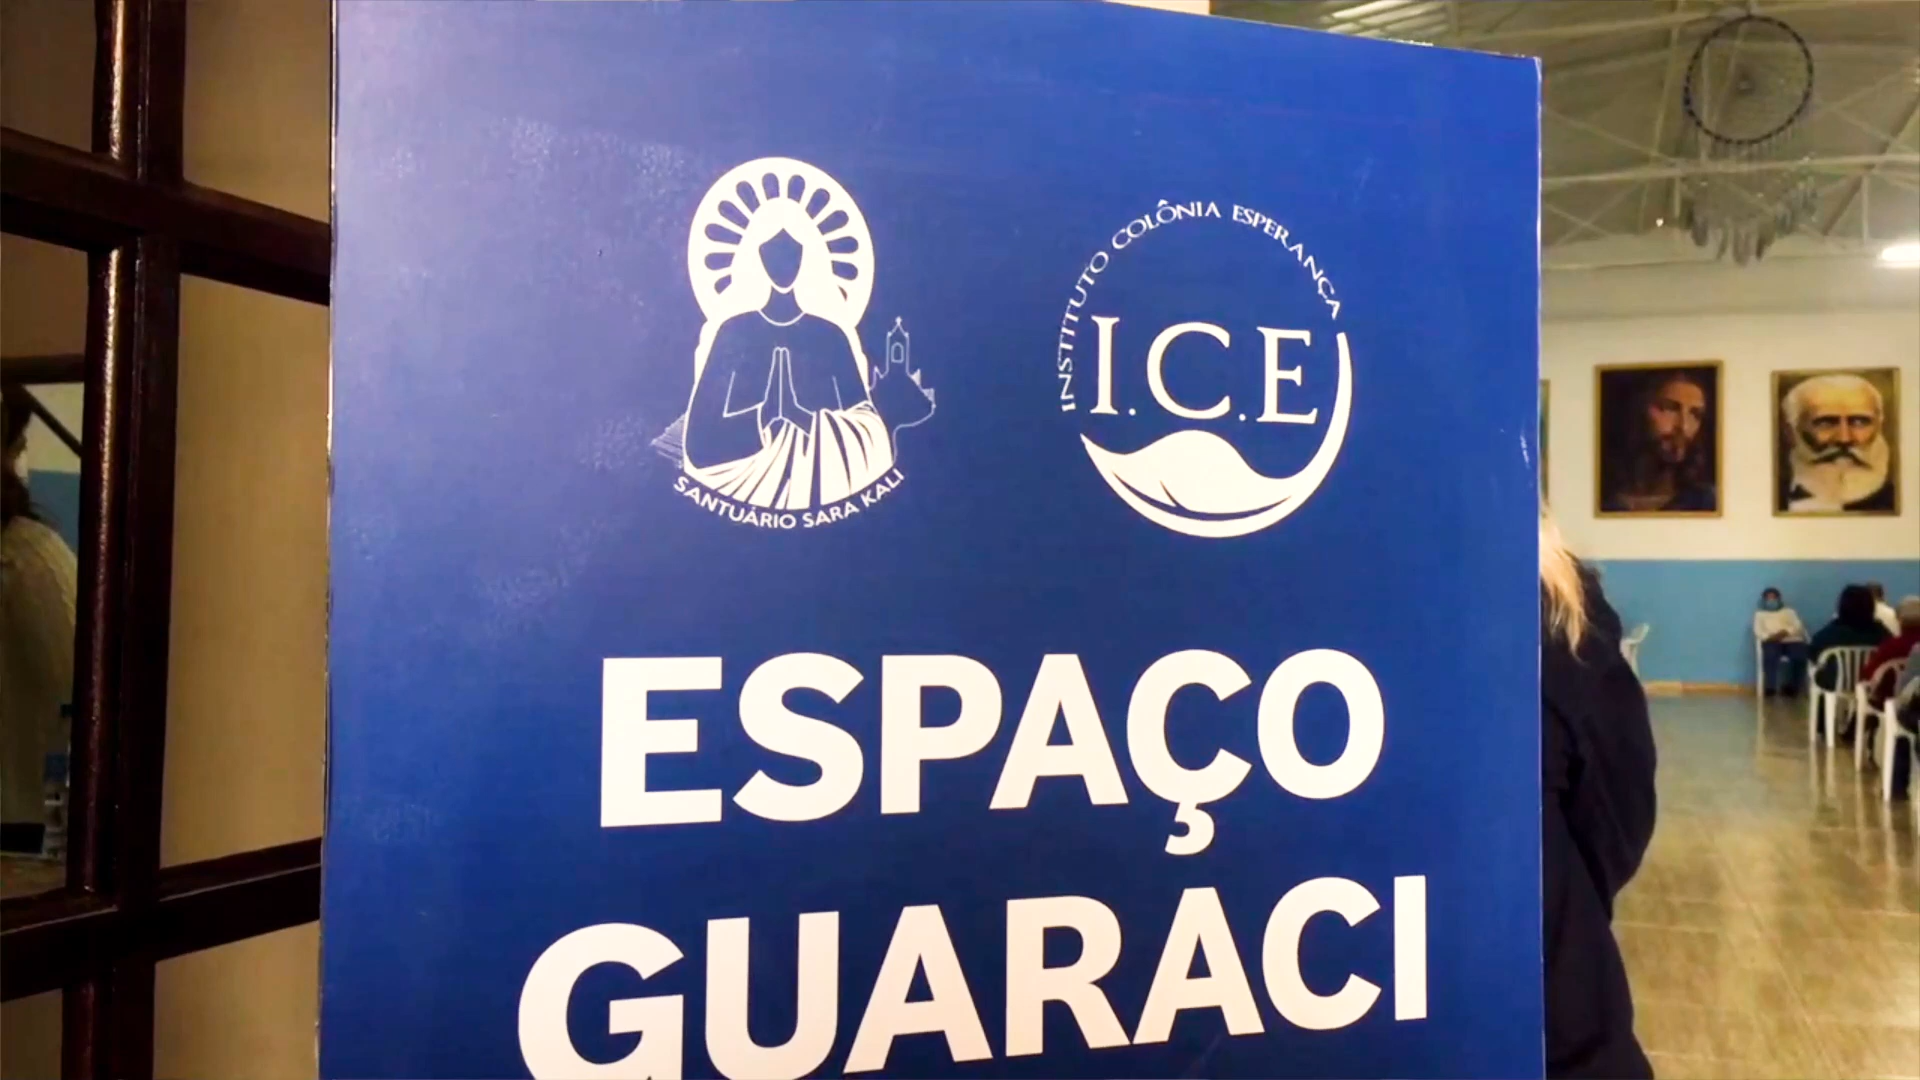 SANTUÁRIO SARA KALI
INSTITUTO COLÔNIA ESPERANÇA
I.C.E
ESPAÇO
GUARACI